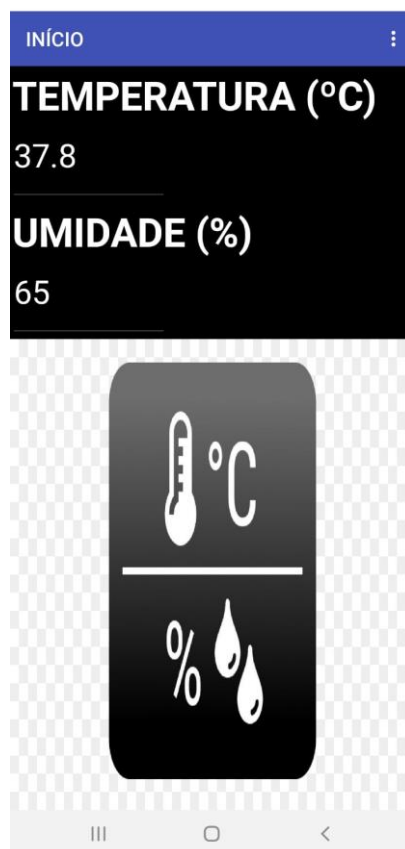 INÍCIO
TEMPERATURA (ºC)
37.8
UMIDADE (%)
65
°C
%